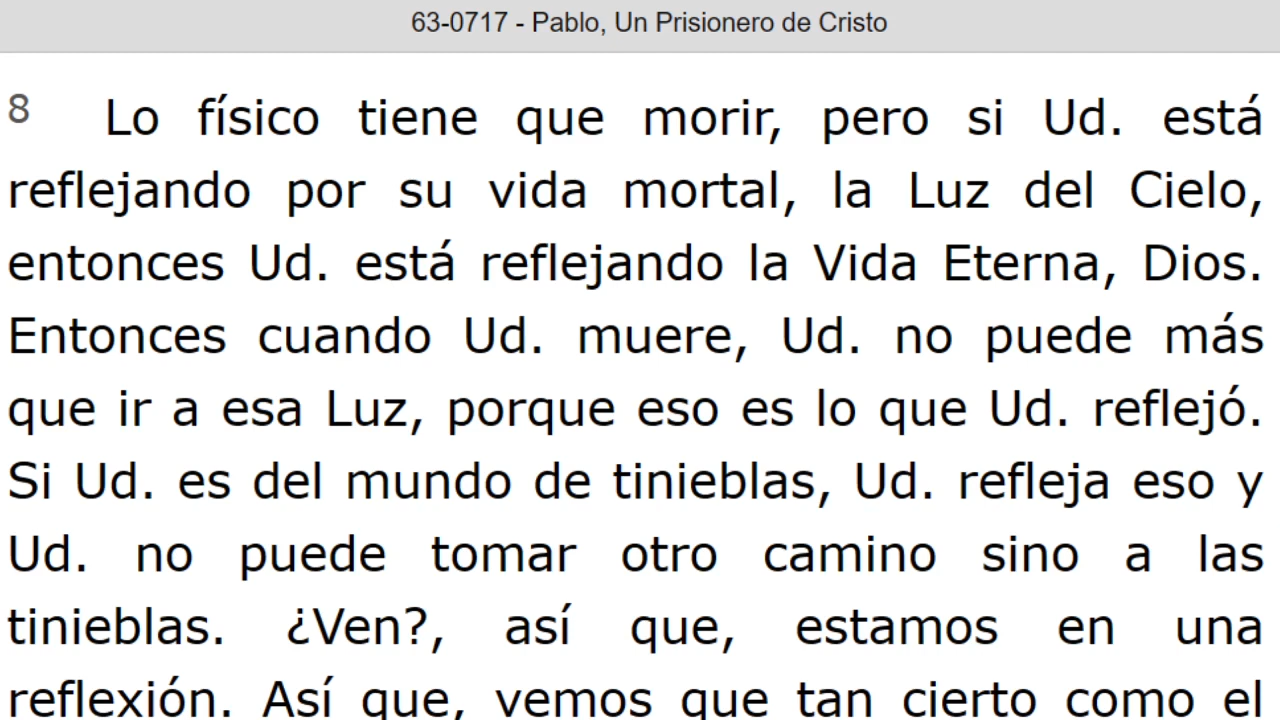 63-0717 - Pablo, Un Prisionero de Cristo
8 Lo físico tiene que morir, pero si Ud. está
reflejando por su vida mortal, la Luz del Cielo,
entonces Ud. está reflejando la Vida Eterna, Dios.
Entonces cuando Ud. muere, Ud. no puede más
que ir a esa Luz, porque eso es lo que Ud. reflejó.
Si Ud. es del mundo de tinieblas, Ud. refleja eso y
Ud. no puede tomar otro camino sino a las
tinieblas. ¿Ven?, así que, estamos en una
reflexión. Así que, vemos que tan cierto como el